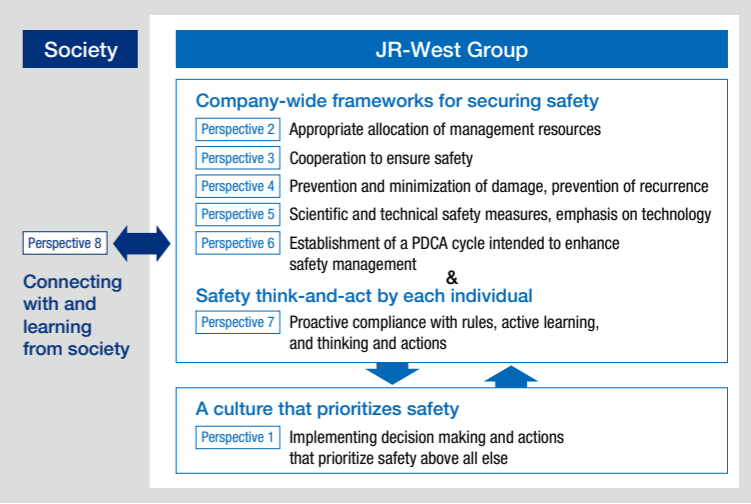 Society
JR-West Group
Company-wide frameworks for securing safety
Perspective 2 Appropriate allocation of management resources
Perspective 3 Cooperation to ensure safety
Perspective 4 Prevention and minimization of damage, prevention of recurrence
Perspective 5 Scientific and technical safety measures, emphasis on technology
Perspective 6 Establishment of a PDCA cycle intended to enhance
safety management
&
Safety think-and-act by each individual
Perspective 7 Proactive compliance with rules, active learning,
and thinking and actions
Perspective 8
Connecting
with and
learning
from society
A culture that prioritizes safety
Perspective 1 Implementing decision making and actions
that prioritize safety above all else